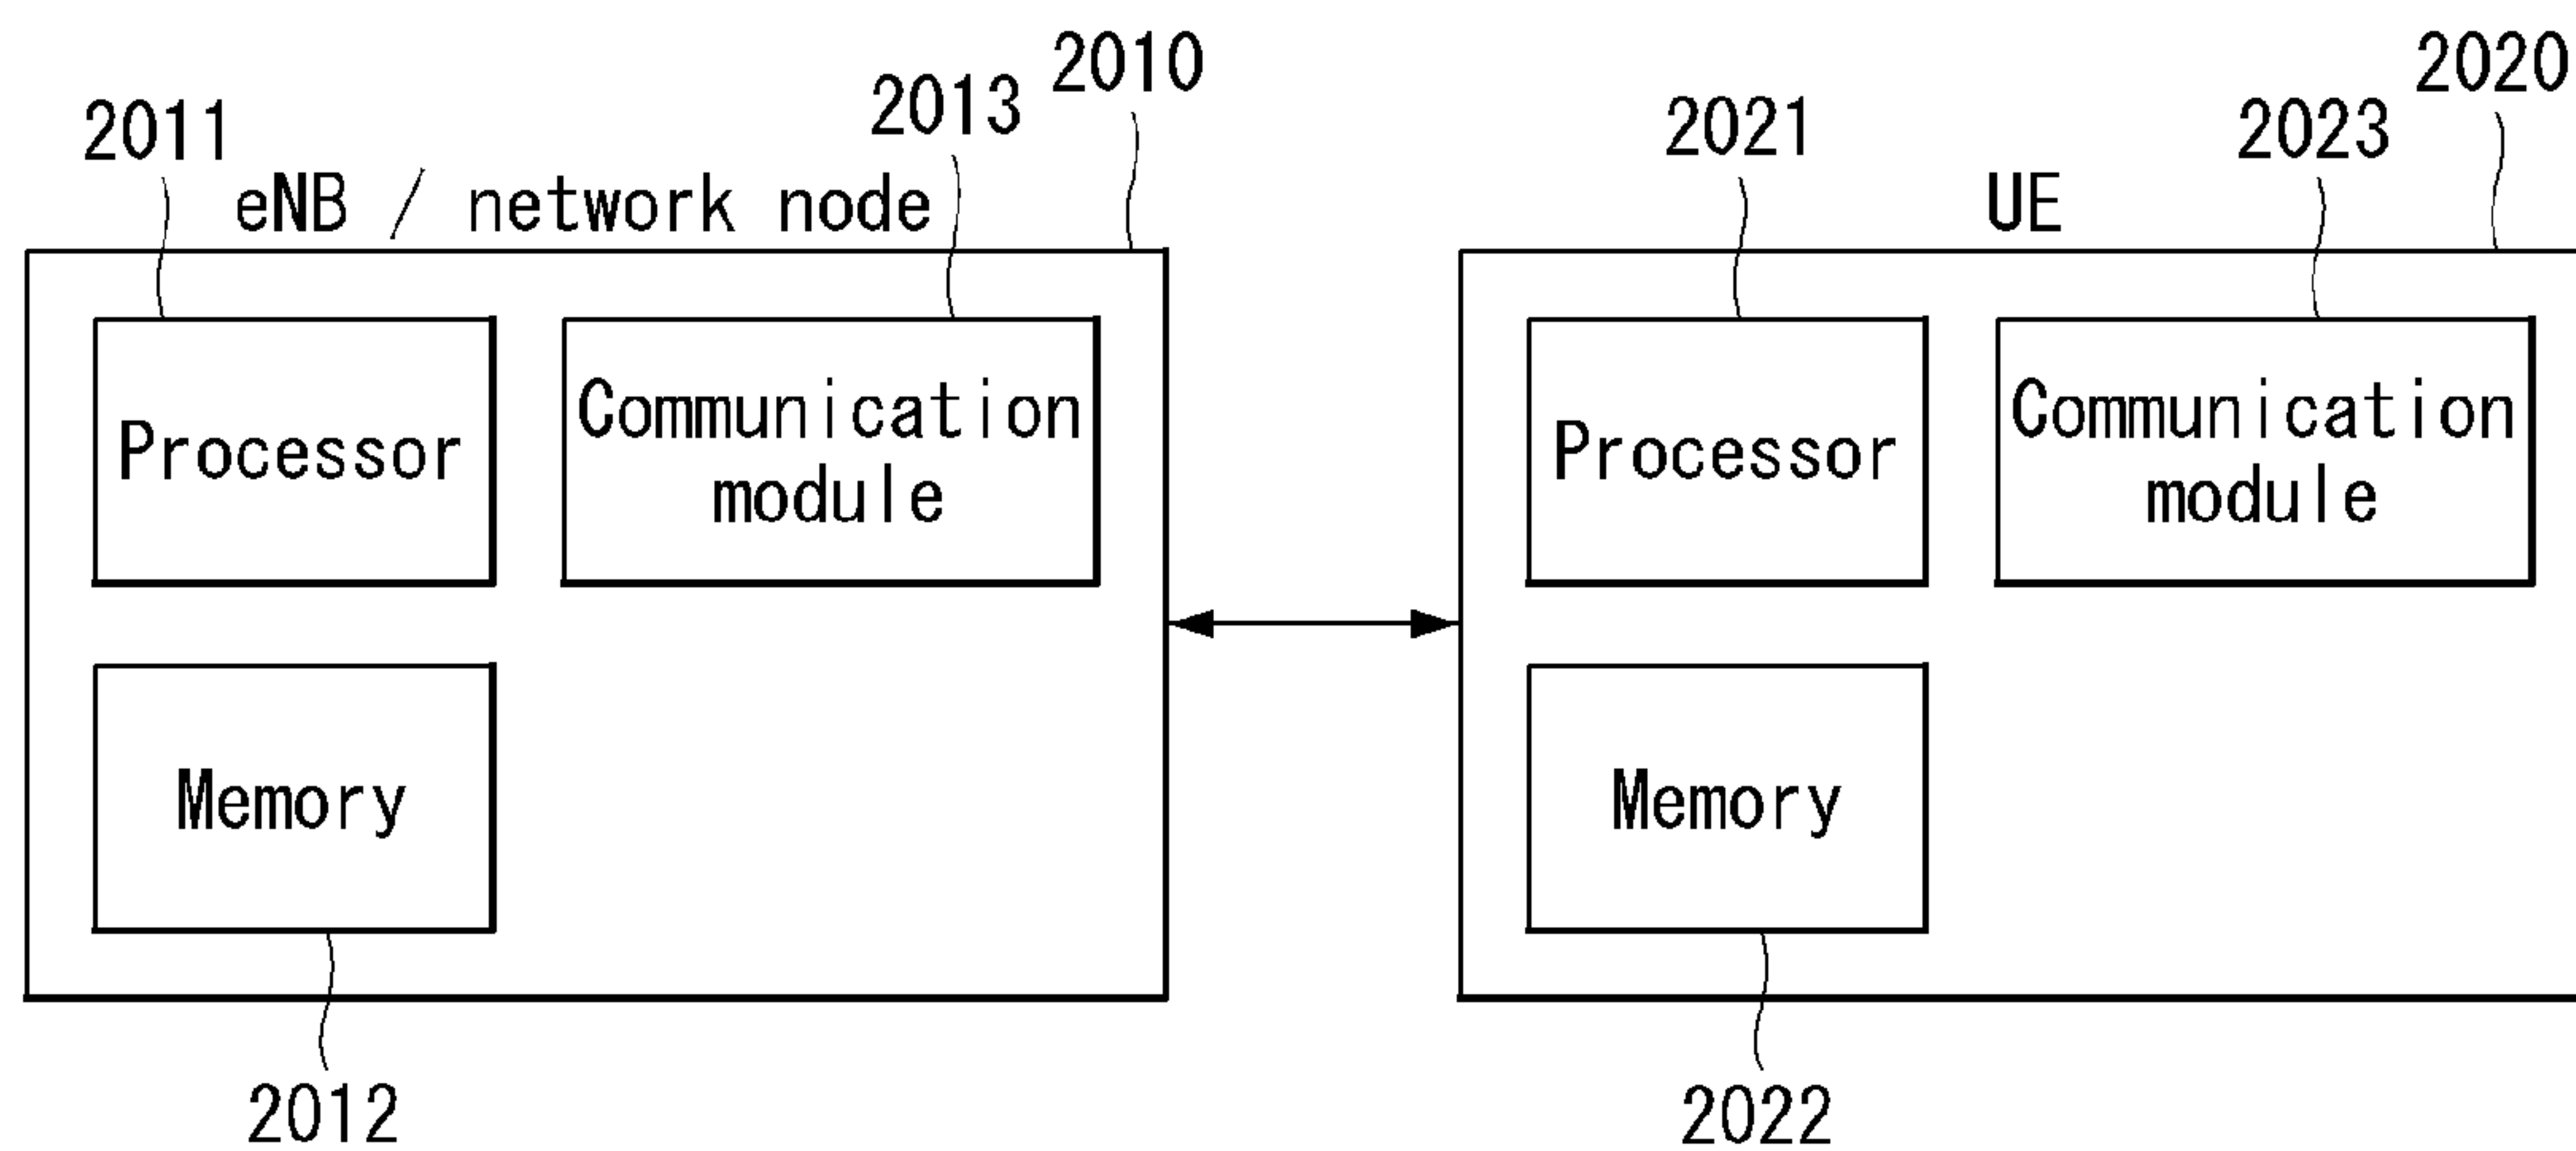 2010
2020
2013
2011
2021
2023
eNB / network node
UE
Processor
Communication
module
Processor
Communication
module
Memory
Memory
2012
2022